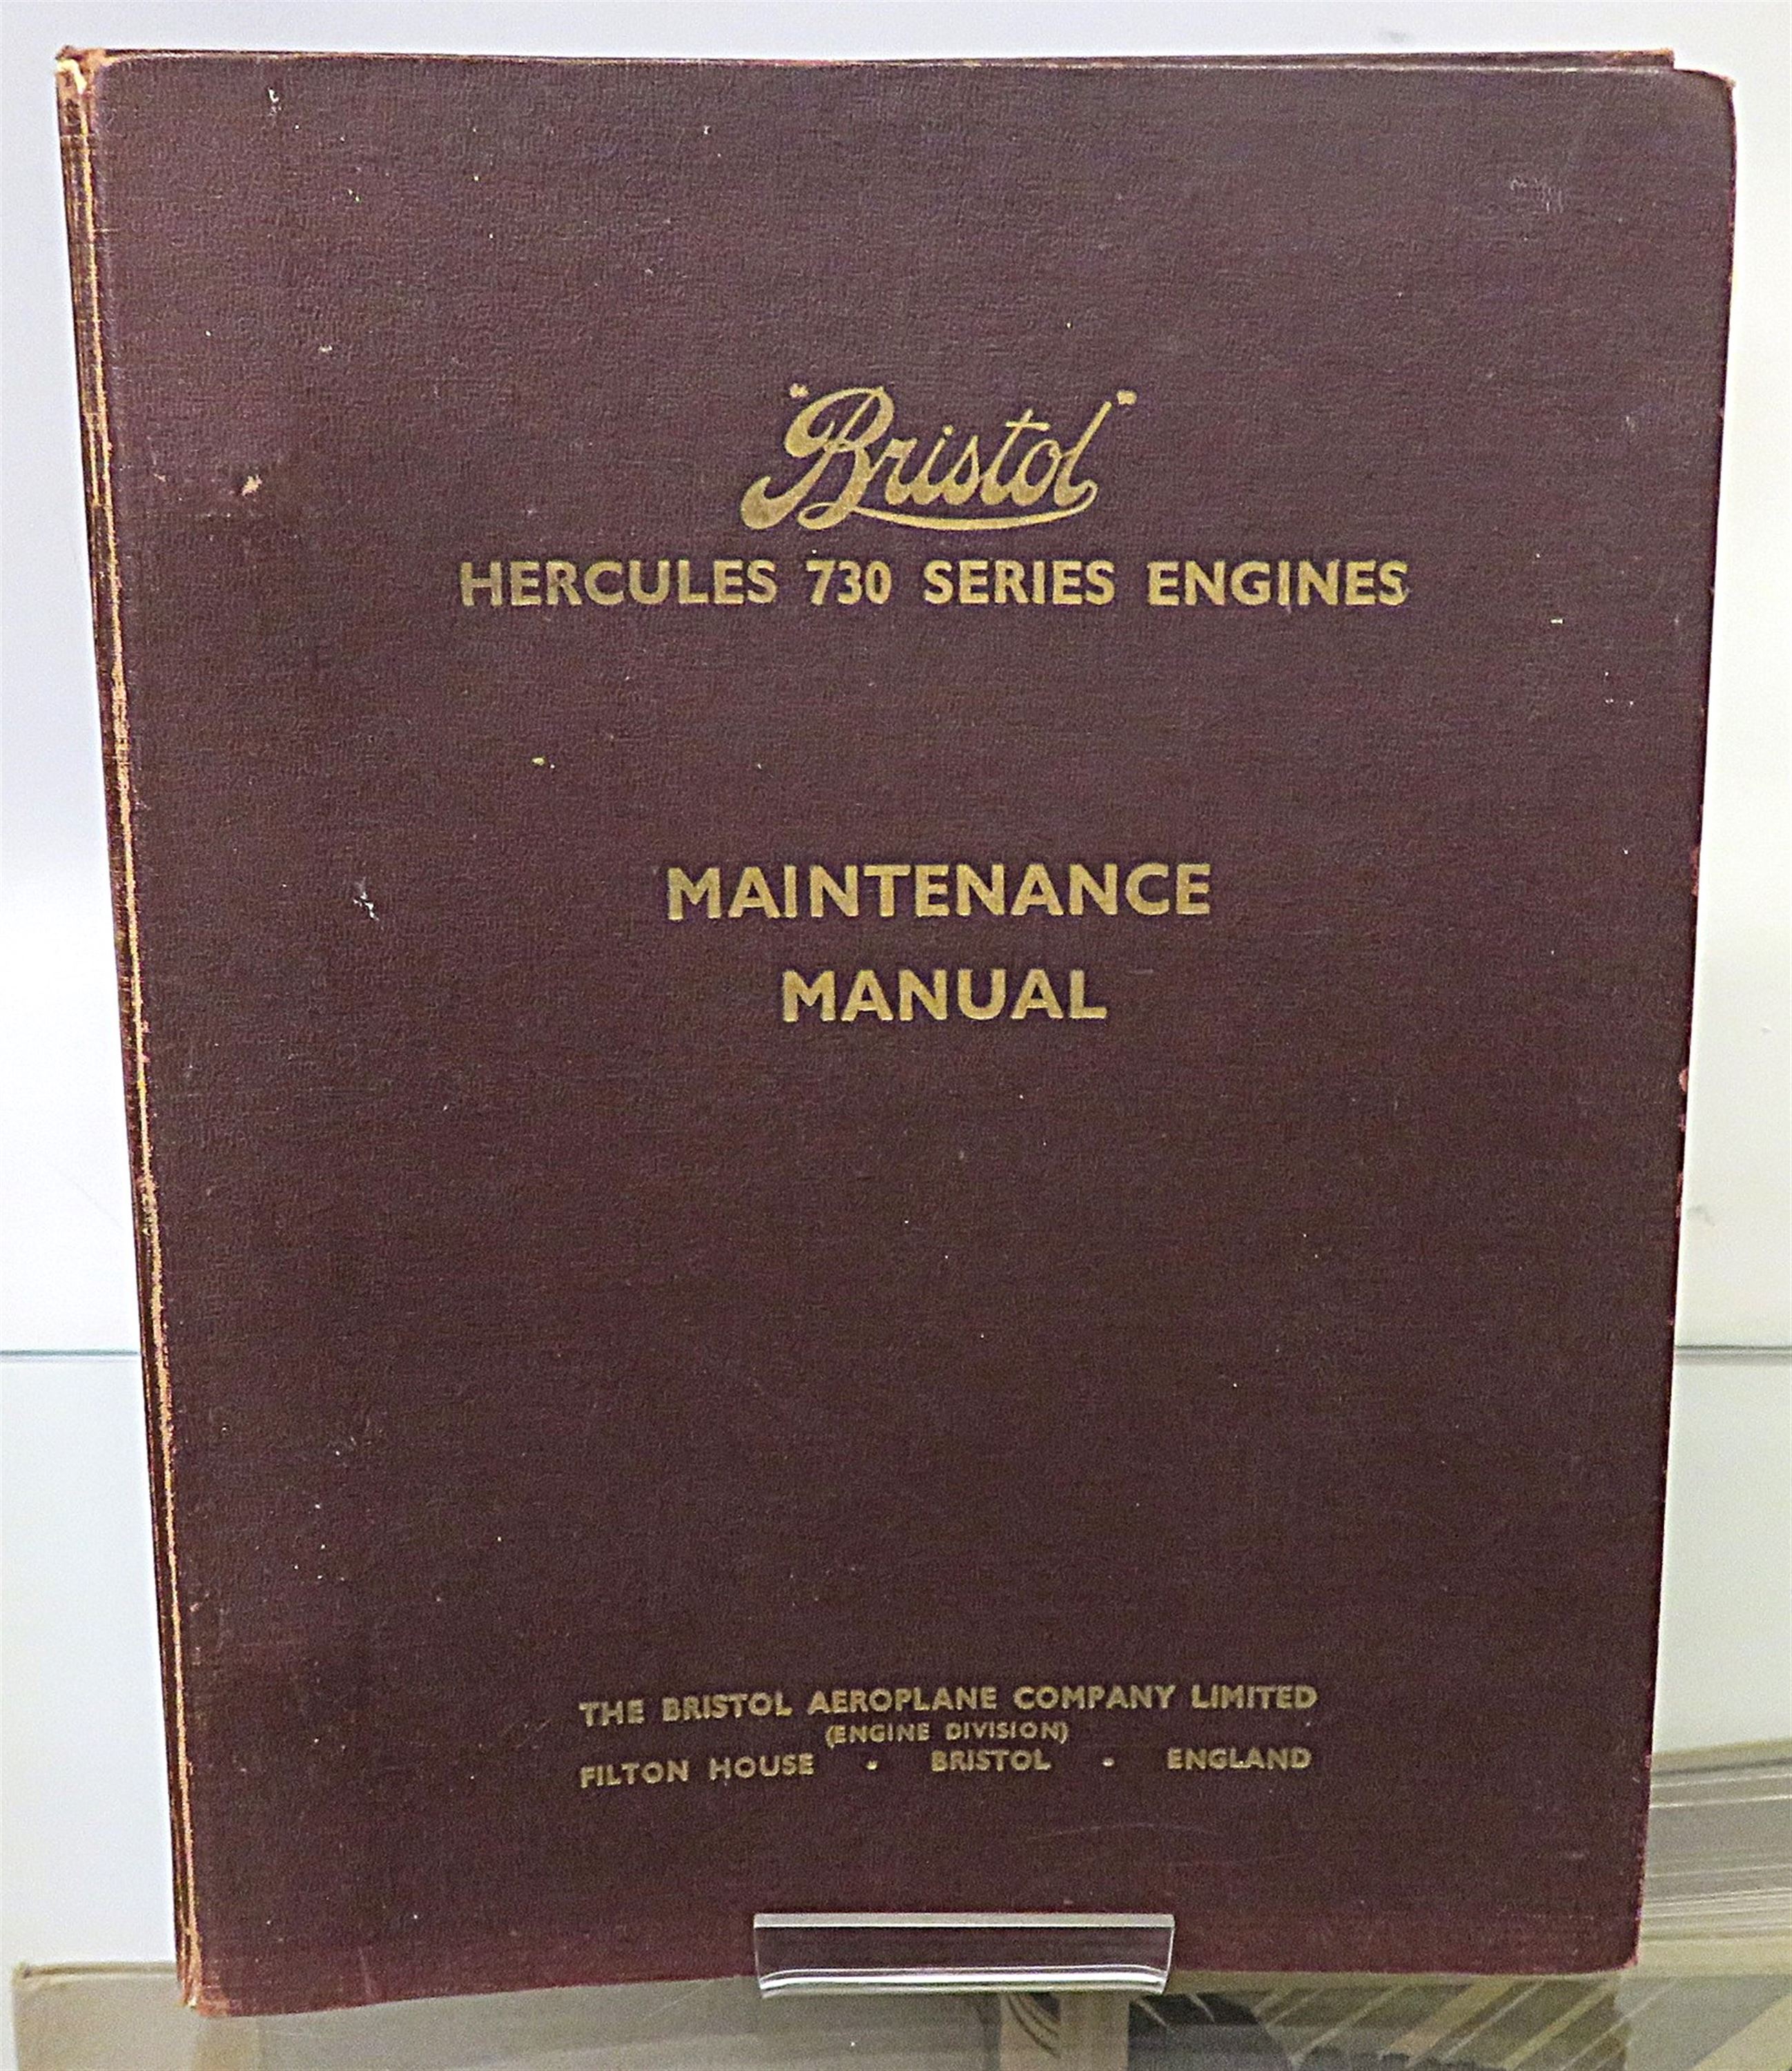 "Bristol"
HERCULES 730 SERIES ENGINES
MAINTENANCE
MANUAL
THE BRISTOL AEROPLANE COMPANY LIMITED
(ENGINE DIVISION)
FILTON HOUSE - BRISTOL - ENGLAND